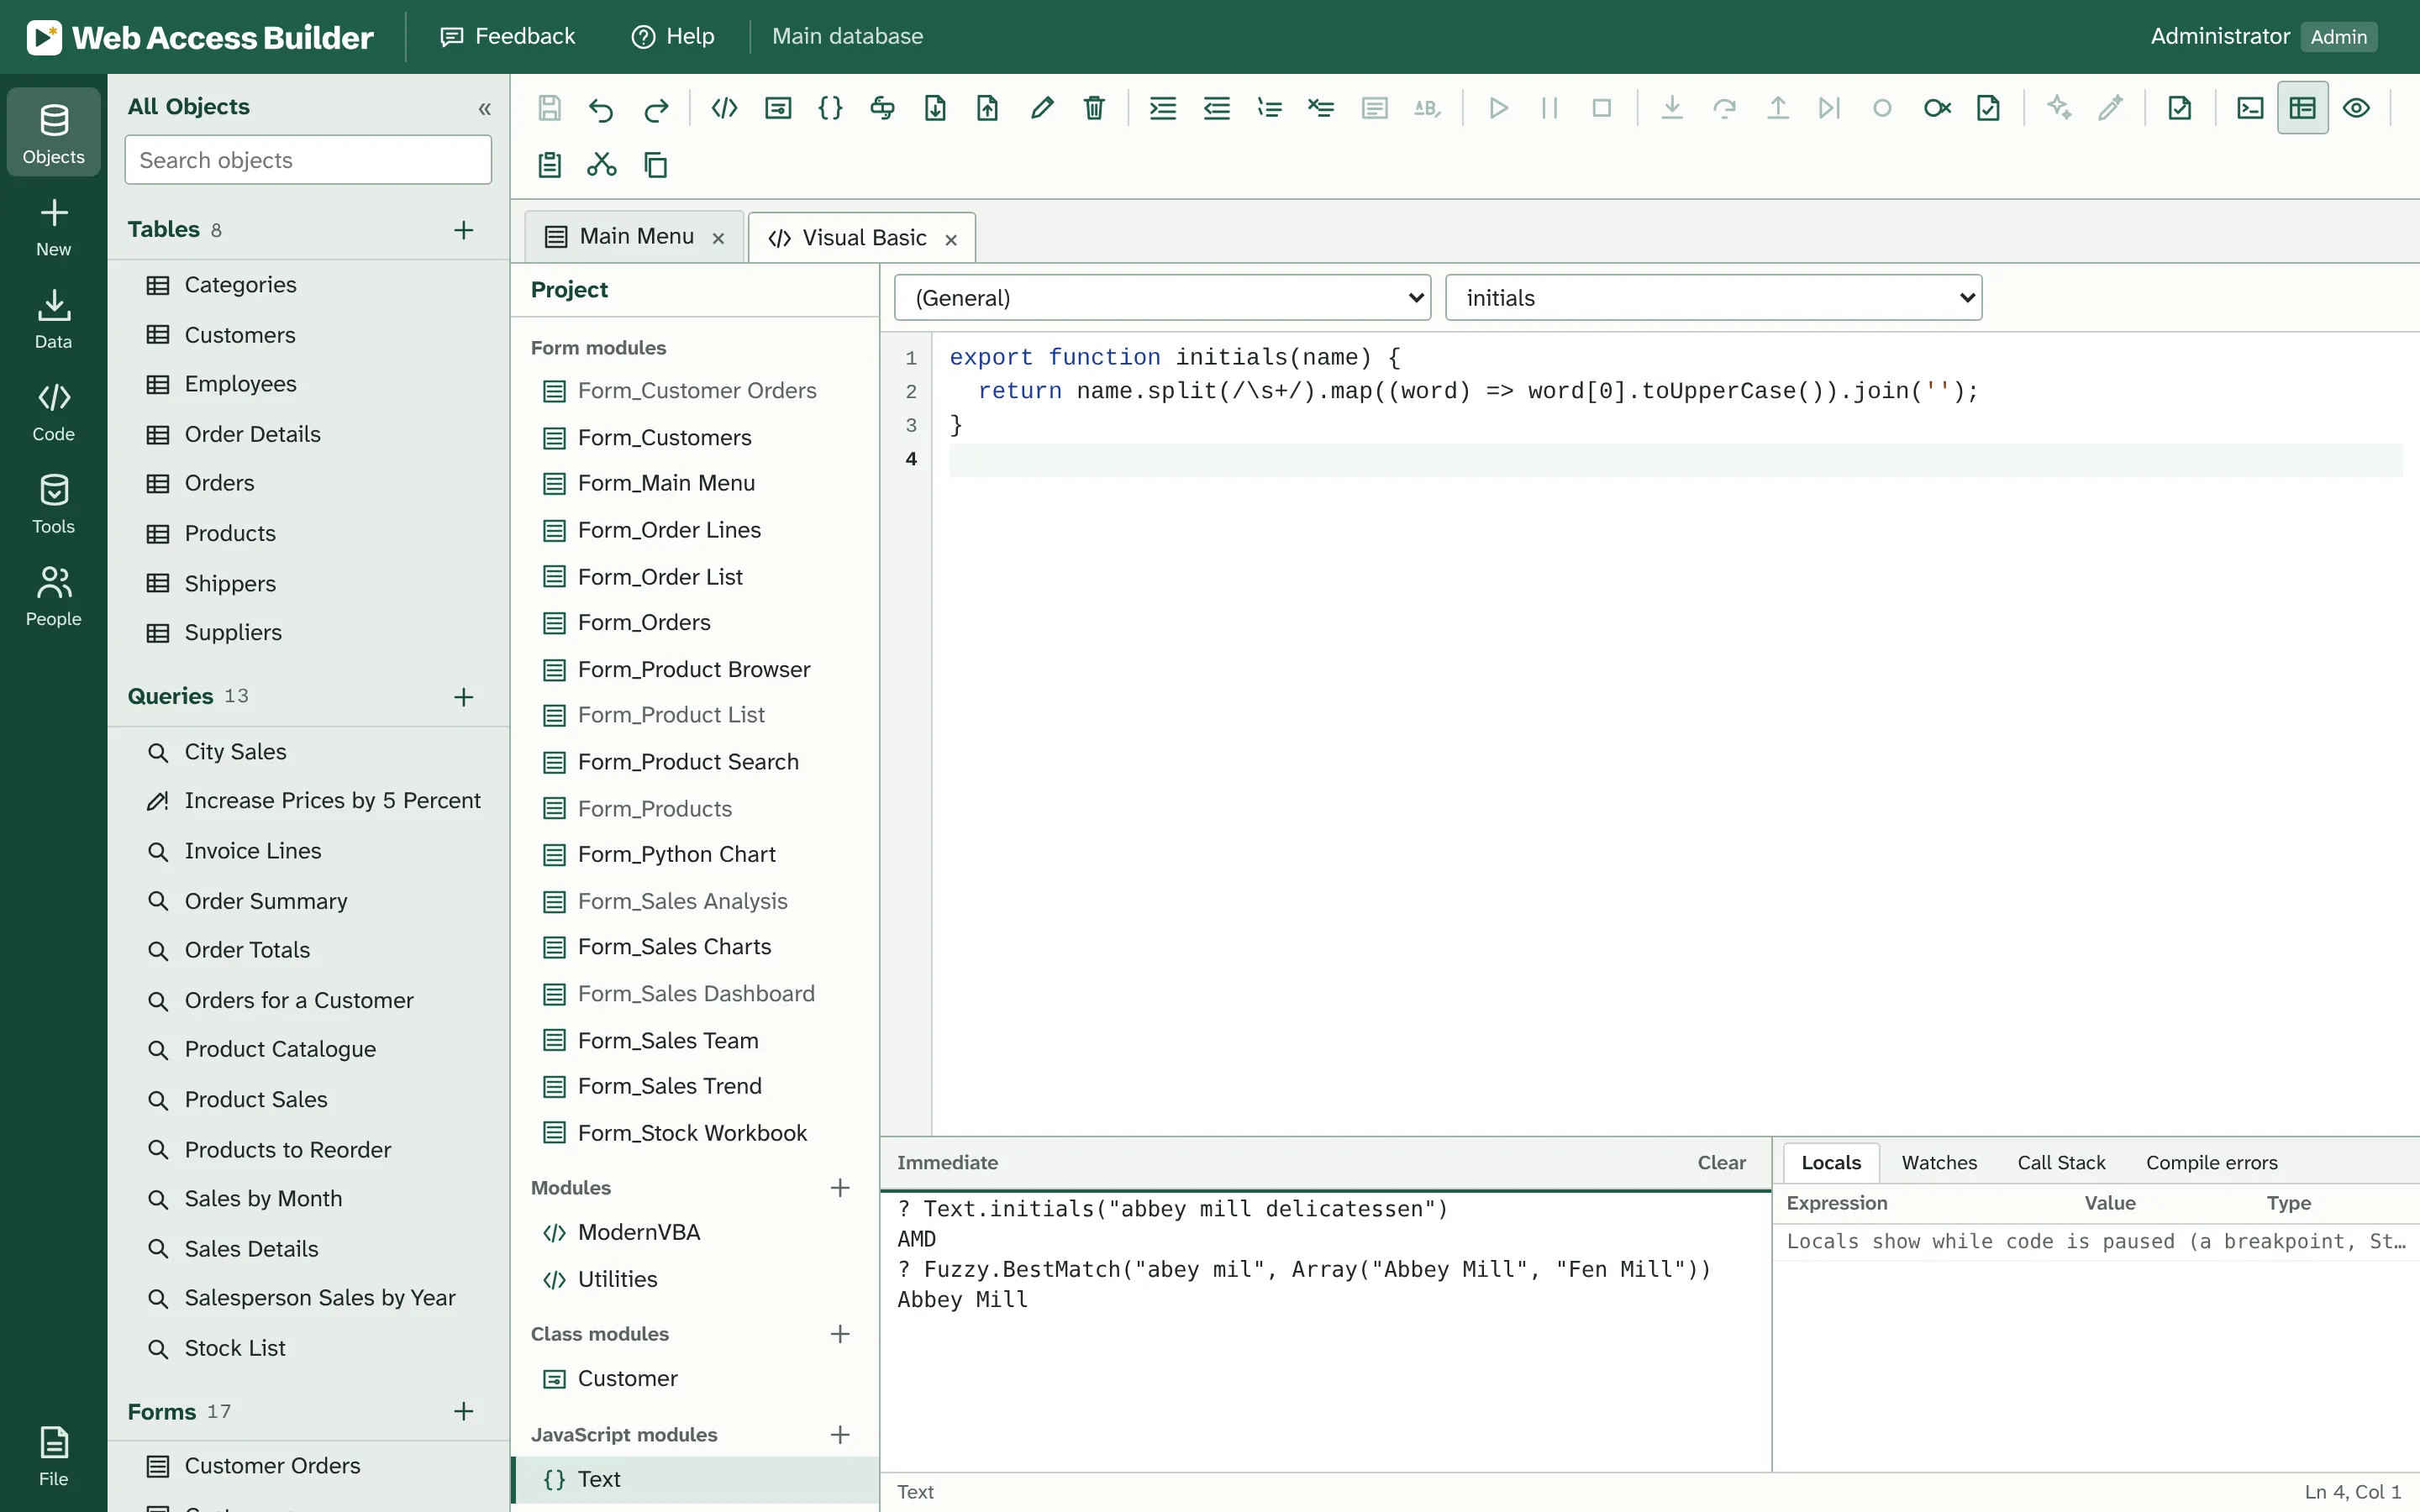 Web Access Builder
Feedback
Help
Main database
Administrator
Admin
Objects
New
Data
Code
Tools
People
File
All Objects
«
Search objects
Tables 8
Categories
Customers
Employees
Order Details
Orders
Products
Shippers
Suppliers
Queries 13
City Sales
Increase Prices by 5 Percent
Invoice Lines
Order Summary
Order Totals
Orders for a Customer
Product Catalogue
Product Sales
Products to Reorder
Sales by Month
Sales Details
Salesperson Sales by Year
Stock List
Forms 17
Customer Orders
Main Menu
Visual Basic
Project
Form modules
Form_Customer Orders
Form_Customers
Form_Main Menu
Form_Order Lines
Form_Order List
Form_Orders
Form_Product Browser
Form_Product List
Form_Product Search
Form_Products
Form_Python Chart
Form_Sales Analysis
Form_Sales Charts
Form_Sales Dashboard
Form_Sales Team
Form_Sales Trend
Form_Stock Workbook
Modules
ModernVBA
Utilities
Class modules
Customer
JavaScript modules
{} Text
(General)
initials
1 export function initials(name) {
2 return name.split(/\s+/).map((word) => word[0].toUpperCase()).join('');
3 }
4
Immediate
Clear
? Text.initials("abbey mill delicatessen")
AMD
? Fuzzy.BestMatch("abey mil", Array("Abbey Mill", "Fen Mill"))
Abbey Mill
Locals
Watches
Call Stack
Compile errors
Expression
Value
Type
Locals show while code is paused (a breakpoint, St…
Text
Ln 4, Col 1